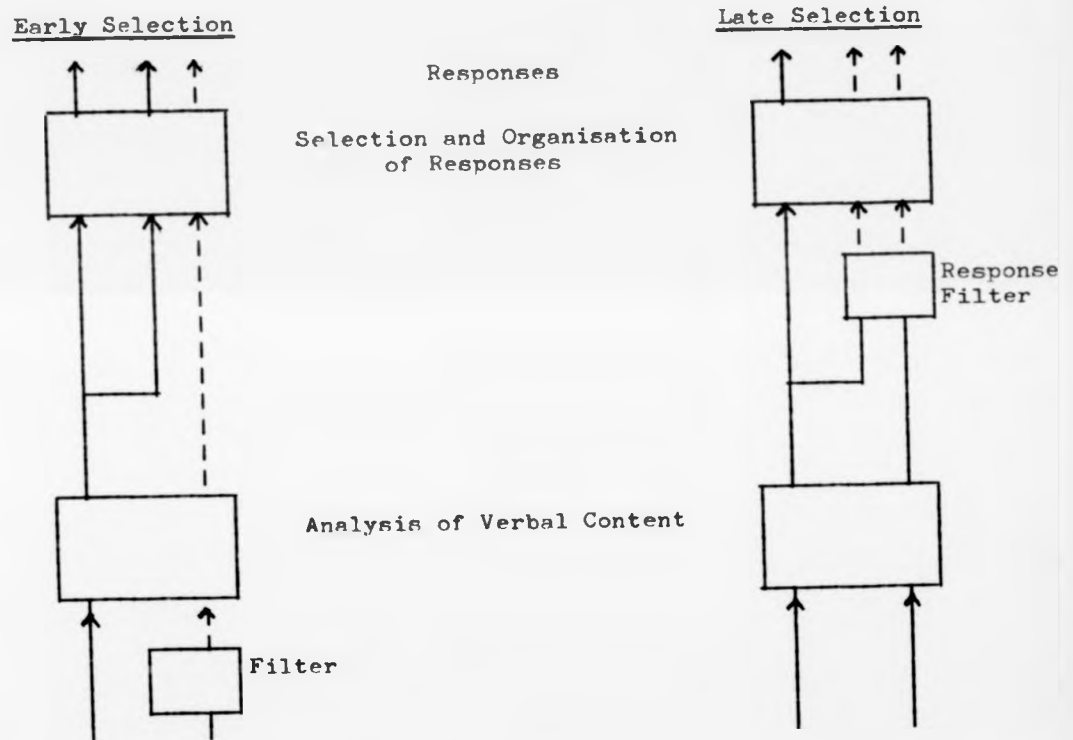 Early Selection
Late Selection
Responses
Selection and Organisation
of Responses
Response
Filter
Analysis of Verbal Content
Filter